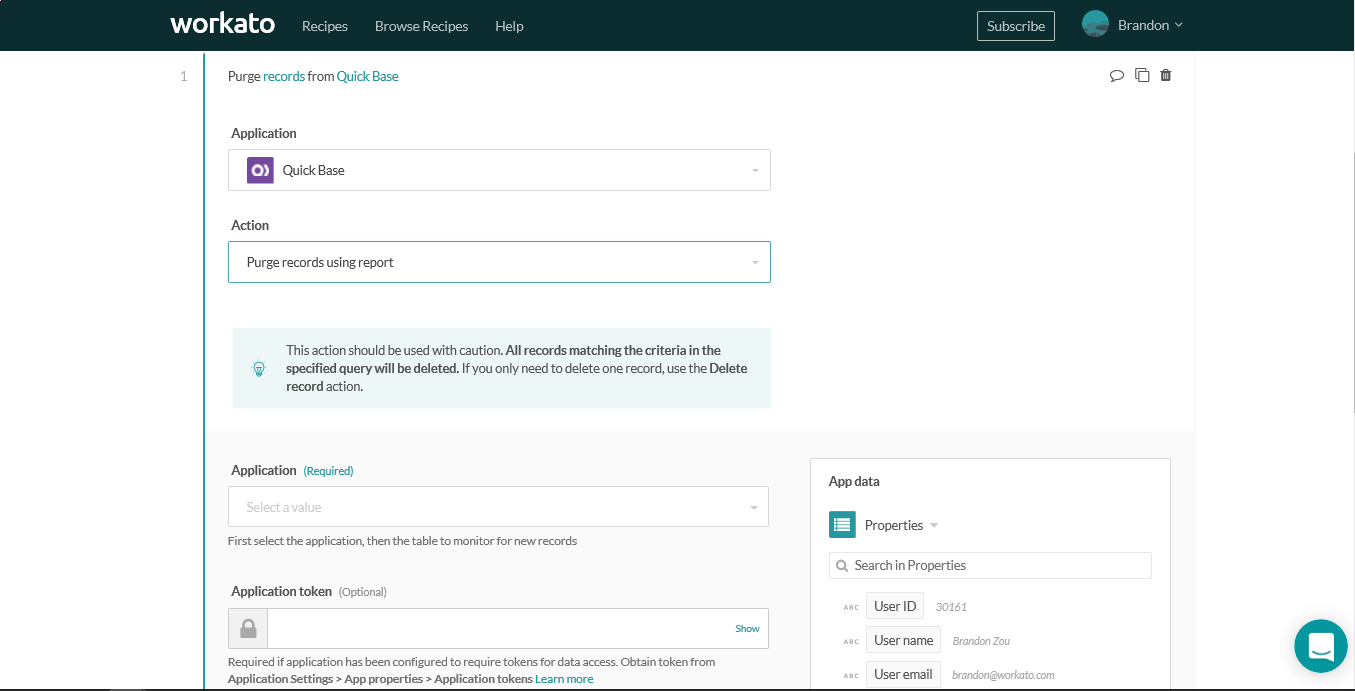 workato Recipes Browse Recipes Help Subscribe Brandon
1 Purge records from Quick Base
Application
Quick Base
Action
Purge records using report
This action should be used with caution. All records matching the criteria in the
specified query will be deleted. If you only need to delete one record, use the Delete
record action.
Application (Required)
Select a value
First select the application, then the table to monitor for new records
Application token (Optional)
Show
Required if application has been configured to require tokens for data access. Obtain token from
Application Settings > App properties > Application tokens Learn more
App data
Properties
Search in Properties
ABC User ID 30161
ABC User name Brandon Zou
ABC User email brandon@workato.com